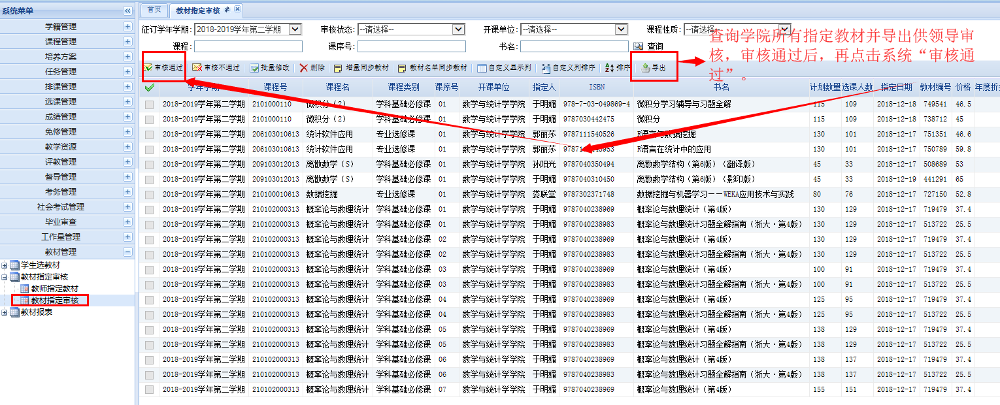 系统菜单
学籍管理
课程管理
培养方案
任务管理
排课管理
选课管理
成绩管理
免修管理
教学资源
评教管理
督导管理
考务管理
社会考试管理
毕业审查
工作量管理
教材管理
学生选教材
教材指定审核
教师指定教材
教材指定审核
教材报表
首页 教材指定审核
征订学年学期: 2018-2019学年第二学期 审核状态: --请选择-- 开课单位: --请选择-- 课程性质: --请选择--
课程: 课序号: 书名: 查询
查询学院所有指定教材并导出供领导审
核，审核通过后，再点击系统“审核通
过”。
审核通过 审核不通过 批量修改 删除 增量同步教材 教材名单同步教材 自定义显示列 自定义列排序 排序 导出
学年学期 课程号 课程名 课程类别 课序号 开课单位 指定人 ISBN 书名 计划数量 选课人数 指定日期 教材编号 价格 年度折
2018-2019学年第二学期 2101000110 微积分（2） 学科基础必修课 01 数学与统计学学院 于明媚 978-7-03-049869-4 微积分学习辅导与习题全解 115 109 2018-12-18 749541 46.5
2018-2019学年第二学期 2101000110 微积分（2） 学科基础必修课 01 数学与统计学学院 于明媚 9787030442475 微积分 115 109 2018-12-18 738712 45
2018-2019学年第二学期 206103010613 统计软件应用 专业选修课 01 数学与统计学学院 郭丽莎 9787111540526 R语言与数据挖掘 130 101 2018-12-17 751351 46.6
2018-2019学年第二学期 206103010613 统计软件应用 专业选修课 01 数学与统计学学院 郭丽莎 R语言在统计中的应用 130 101 2018-12-17 750789 59.8
2018-2019学年第二学期 209103012013 离散数学（S） 学科基础必修课 01 数学与统计学学院 孙阳光 9787040350494 离散数学结构（第6版）（翻译版） 45 33 2018-12-17 508689 53
2018-2019学年第二学期 209103012013 离散数学（S） 学科基础必修课 01 数学与统计学学院 于明媚 9787040310450 离散数学结构（第6版）（影印版） 45 33 2018-12-19 441291 65
2018-2019学年第二学期 210100010613 数据挖掘 专业选修课 01 数学与统计学学院 娄联堂 9787302371748 数据挖掘与机器学习——WEKA应用技术与实践 80 76 2018-12-17 727150 52.8
2018-2019学年第二学期 210102000313 概率论与数理统计 学科基础必修课 01 数学与统计学学院 于明媚 9787040238969 概率论与数理统计（第4版） 130 129 2018-12-17 719479 37.4
2018-2019学年第二学期 210102000313 概率论与数理统计 学科基础必修课 01 数学与统计学学院 于明媚 9787040238983 概率论与数理统计习题全解指南（浙大·第4版） 130 129 2018-12-17 513722 25.5
2018-2019学年第二学期 210102000313 概率论与数理统计 学科基础必修课 02 数学与统计学学院 于明媚 9787040238969 概率论与数理统计（第4版） 130 129 2018-12-17 719479 37.4
2018-2019学年第二学期 210102000313 概率论与数理统计 学科基础必修课 02 数学与统计学学院 于明媚 9787040238983 概率论与数理统计习题全解指南（浙大·第4版） 130 129 2018-12-17 513722 25.5
2018-2019学年第二学期 210102000313 概率论与数理统计 学科基础必修课 03 数学与统计学学院 于明媚 9787040238969 概率论与数理统计（第4版） 100 91 2018-12-17 719479 37.4
2018-2019学年第二学期 210102000313 概率论与数理统计 学科基础必修课 03 数学与统计学学院 于明媚 9787040238983 概率论与数理统计习题全解指南（浙大·第4版） 100 91 2018-12-17 513722 25.5
2018-2019学年第二学期 210102000313 概率论与数理统计 学科基础必修课 04 数学与统计学学院 于明媚 9787040238969 概率论与数理统计（第4版） 125 95 2018-12-17 719479 37.4
2018-2019学年第二学期 210102000313 概率论与数理统计 学科基础必修课 04 数学与统计学学院 于明媚 9787040238983 概率论与数理统计习题全解指南（浙大·第4版） 125 95 2018-12-17 513722 25.5
2018-2019学年第二学期 210102000313 概率论与数理统计 学科基础必修课 05 数学与统计学学院 于明媚 9787040238969 概率论与数理统计（第4版） 138 129 2018-12-17 719479 37.4
2018-2019学年第二学期 210102000313 概率论与数理统计 学科基础必修课 05 数学与统计学学院 于明媚 9787040238983 概率论与数理统计习题全解指南（浙大·第4版） 138 129 2018-12-17 513722 25.5
2018-2019学年第二学期 210102000313 概率论与数理统计 学科基础必修课 06 数学与统计学学院 于明媚 9787040238969 概率论与数理统计（第4版） 138 137 2018-12-17 719479 37.4
2018-2019学年第二学期 210102000313 概率论与数理统计 学科基础必修课 06 数学与统计学学院 于明媚 9787040238983 概率论与数理统计习题全解指南（浙大·第4版） 138 137 2018-12-17 513722 25.5
2018-2019学年第二学期 210102000313 概率论与数理统计 学科基础必修课 07 数学与统计学学院 于明媚 9787040238969 概率论与数理统计（第4版） 155 151 2018-12-17 719479 37.4